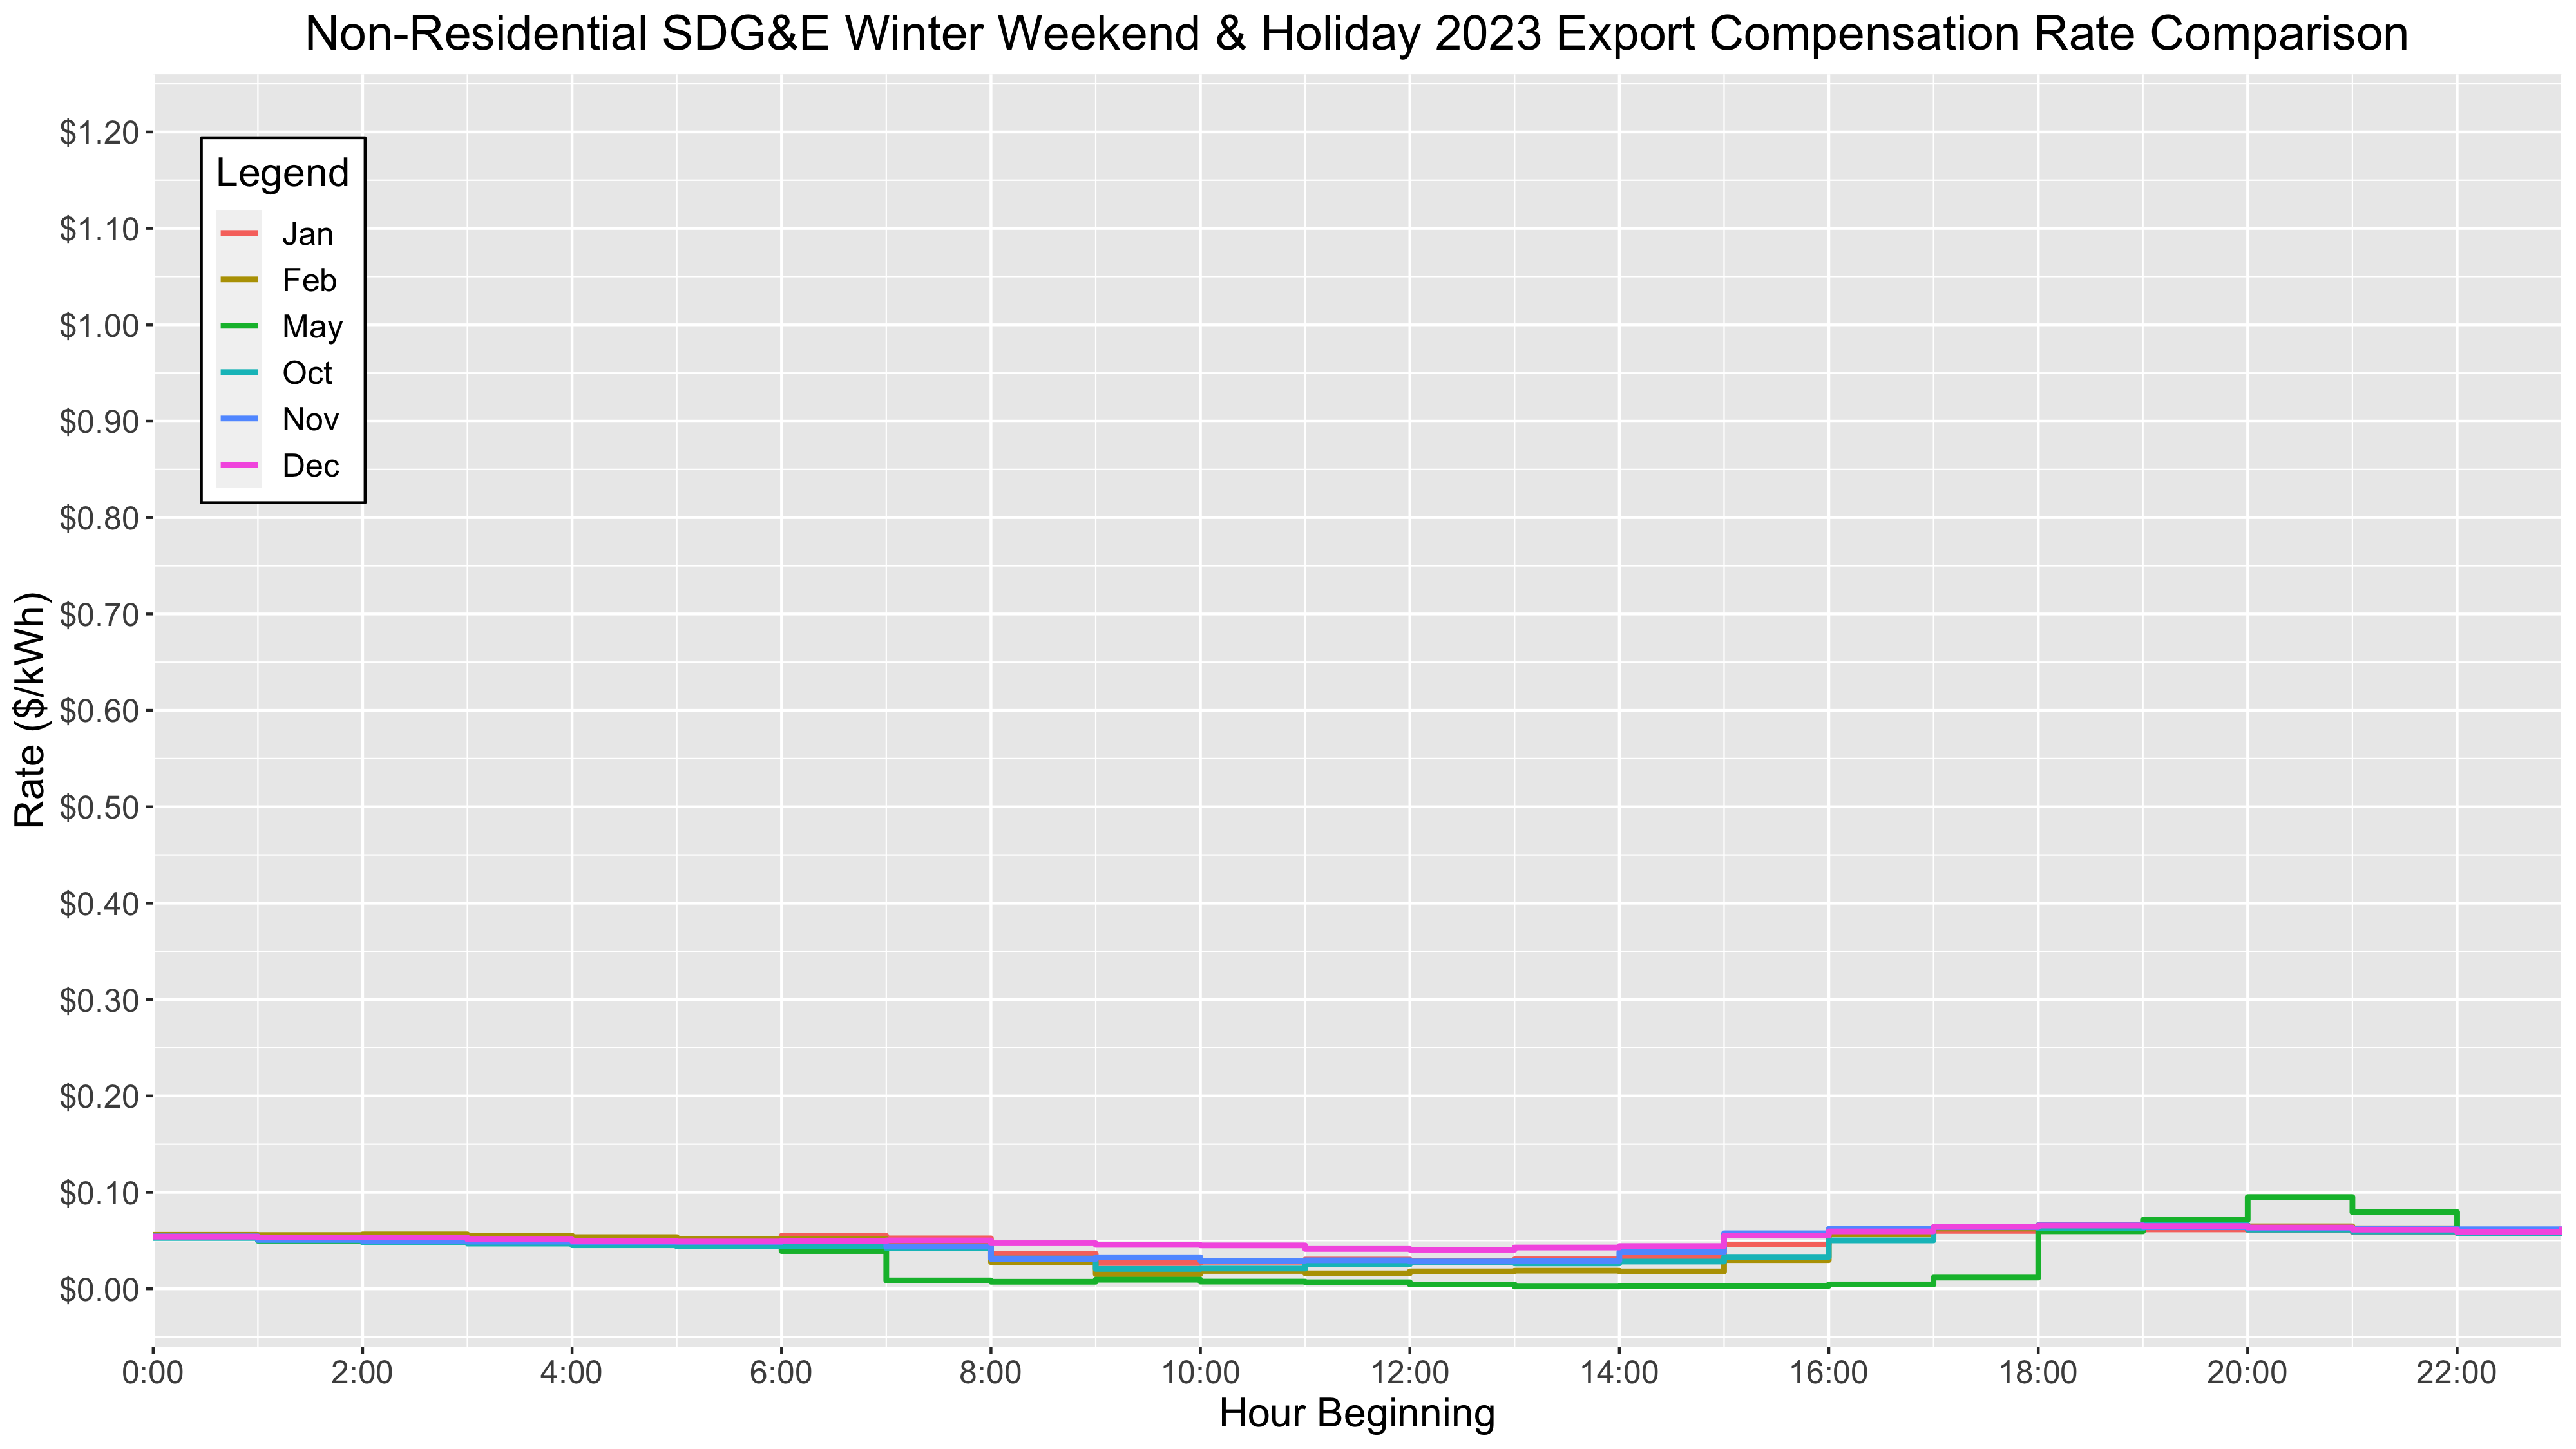 Non-Residential SDG&E Winter Weekend & Holiday 2023 Export Compensation Rate Comparison
Rate ($/kWh)
$1.20
$1.10
$1.00
$0.90
$0.80
$0.70
$0.60
$0.50
$0.40
$0.30
$0.20
$0.10
$0.00
Legend
Jan
Feb
May
Oct
Nov
Dec
0:00 2:00 4:00 6:00 8:00 10:00 12:00 14:00 16:00 18:00 20:00 22:00
Hour Beginning